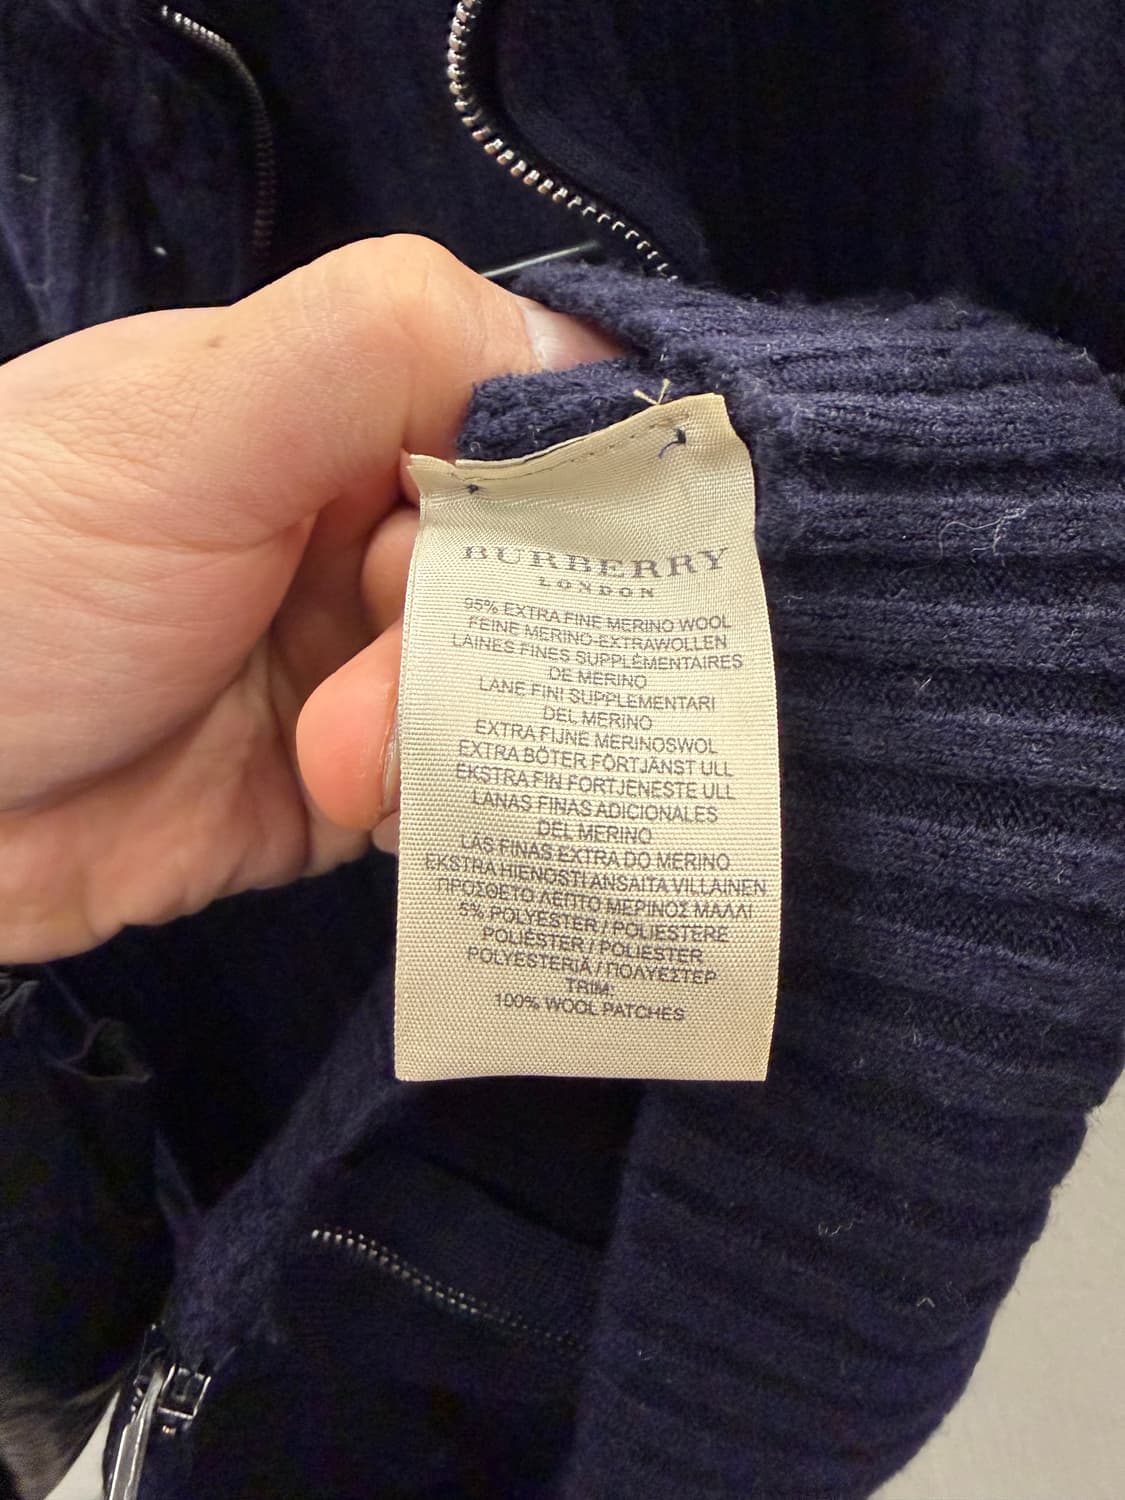 BURBERRY
LONDON
95% EXTRA FINE MERINO WOOL
FEINE MERINO-EXTRAWOLLEN
LAINES FINES SUPPLÉMENTAIRES
DE MERINO
LANE FINI SUPPLEMENTARI
DEL MERINO
EXTRA FIJNE MERINOSWOL
EXTRA BÖTER FÖRTJÄNST ULL
EKSTRA FIN FORTJENESTE ULL
LANAS FINAS ADICIONALES
DEL MERINO
LAS FINAS EXTRA DO MERINO
EKSTRA HIENOSTI ANSAITA VILLAINEN
ΠΡΟΣΘΕΤΟ ΛΕΠΤΟ ΜΕΡΙΝΟΣ ΜΑΛΛΙ
5% POLYESTER / POLIESTERE
POLIÉSTER / POLIESTER
POLYESTERIÄ / ΠΟΛΥΕΣΤΕΡ
TRIM:
100% WOOL PATCHES